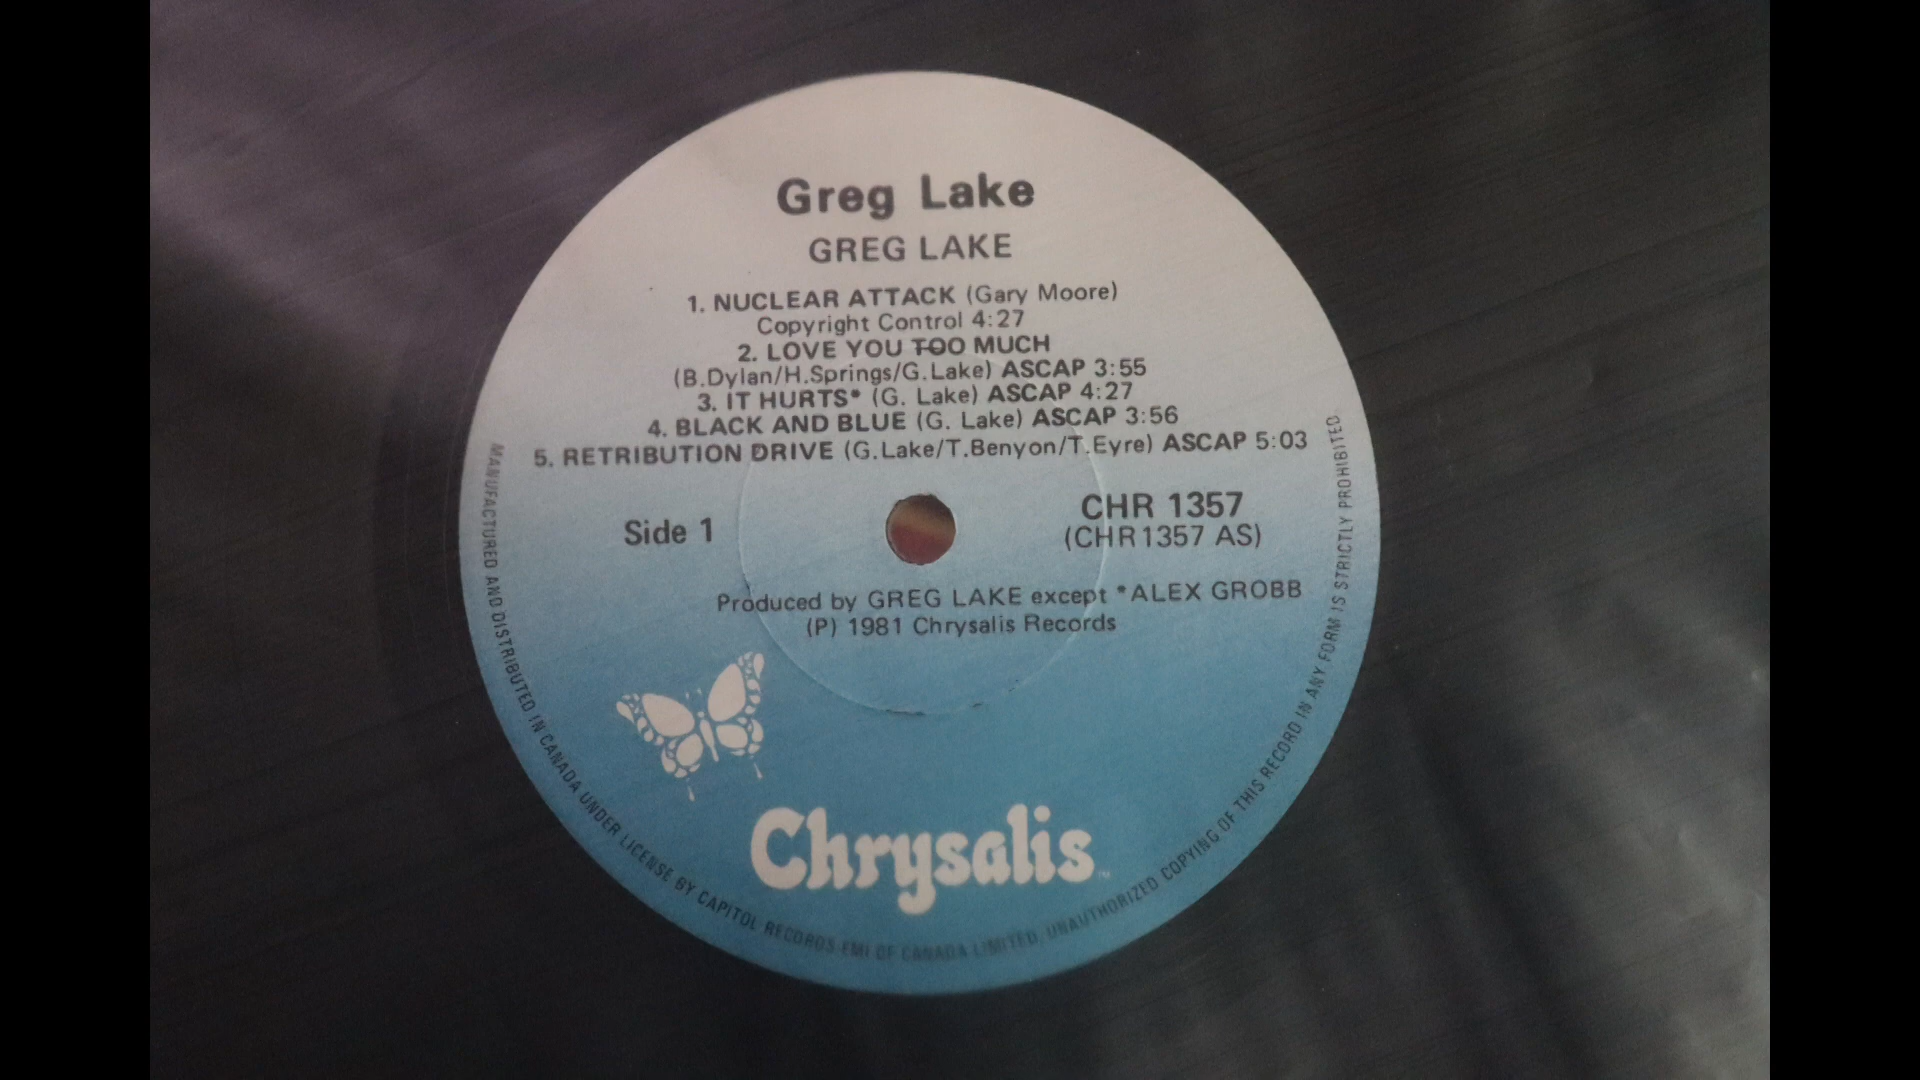 Greg Lake
GREG LAKE
1. NUCLEAR ATTACK (Gary Moore)
Copyright Control 4:27
2. LOVE YOU TOO MUCH
(B.Dylan/H.Springs/G.Lake) ASCAP 3:55
3. IT HURTS* (G. Lake) ASCAP 4:27
4. BLACK AND BLUE (G. Lake) ASCAP 3:56
5. RETRIBUTION DRIVE (G.Lake/T.Benyon/T.Eyre) ASCAP 5:03
Side 1
CHR 1357
(CHR1357 AS)
Produced by GREG LAKE except *ALEX GROBB
(P) 1981 Chrysalis Records
Chrysalis™
MANUFACTURED AND DISTRIBUTED IN CANADA UNDER LICENSE BY CAPITOL RECORDS EMI OF CANADA LIMITED, UNAUTHORIZED COPYING OF THIS RECORD IN ANY FORM IS STRICTLY PROHIBITED.